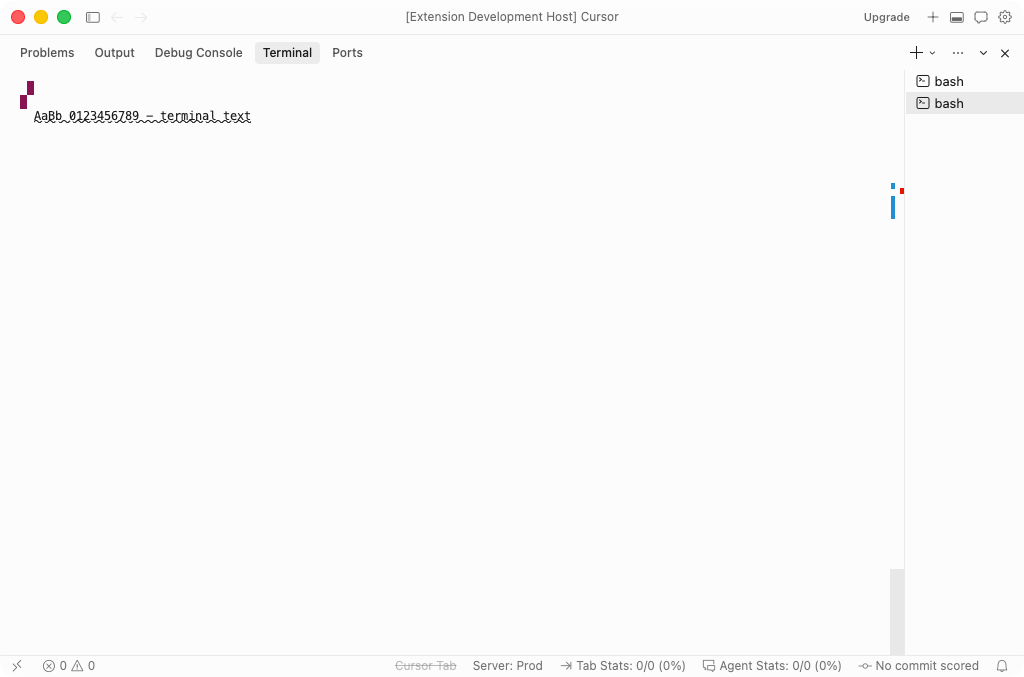 [Extension Development Host] Cursor
Upgrade
Problems Output Debug Console Terminal Ports
bash
bash
AaBb 0123456789 — terminal text
0 0
Cursor Tab Server: Prod Tab Stats: 0/0 (0%) Agent Stats: 0/0 (0%) No commit scored